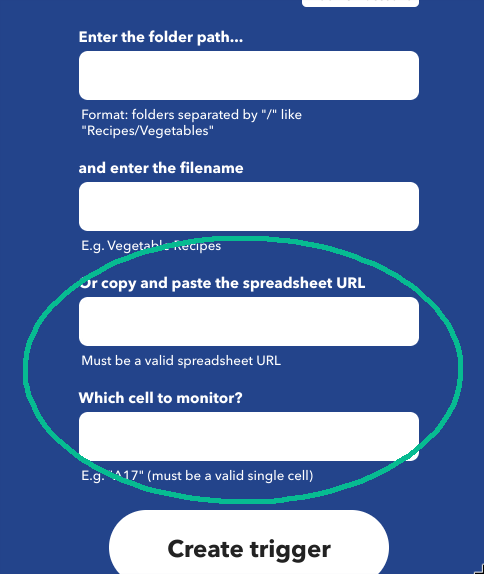 Enter the folder path...
Format: folders separated by "/" like
"Recipes/Vegetables"
and enter the filename
E.g. Vegetable Recipes
Or copy and paste the spreadsheet URL
Must be a valid spreadsheet URL
Which cell to monitor?
E.g. "A17" (must be a valid single cell)
Create trigger